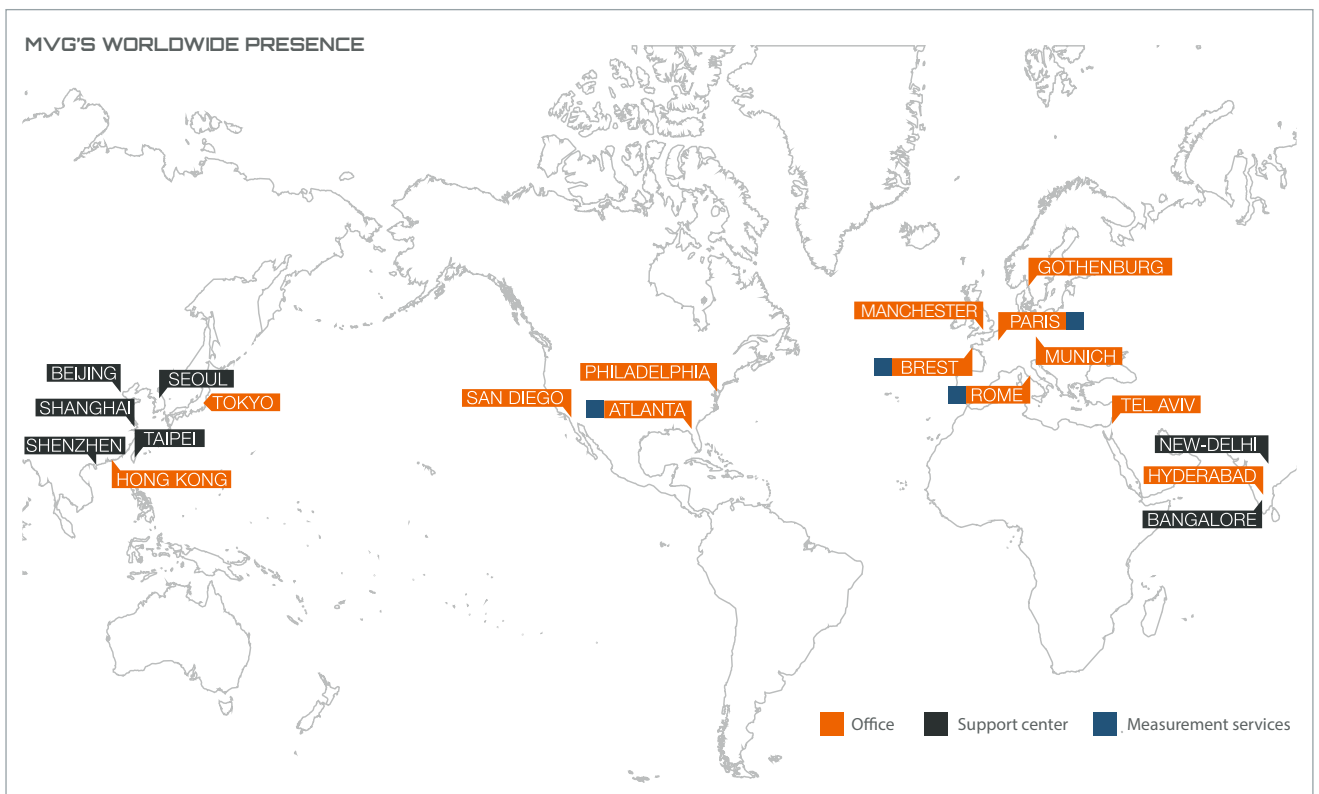 MVG'S WORLDWIDE PRESENCE
GOTHENBURG
MANCHESTER
PARIS
MUNICH
BREST
ROME
PHILADELPHIA
SAN DIEGO
ATLANTA
TEL AVIV
NEW-DELHI
HYDERABAD
BANGALORE
BEIJING
SEOUL
SHANGHAI
TOKYO
SHENZHEN
TAIPEI
HONG KONG
Office
Support center
Measurement services